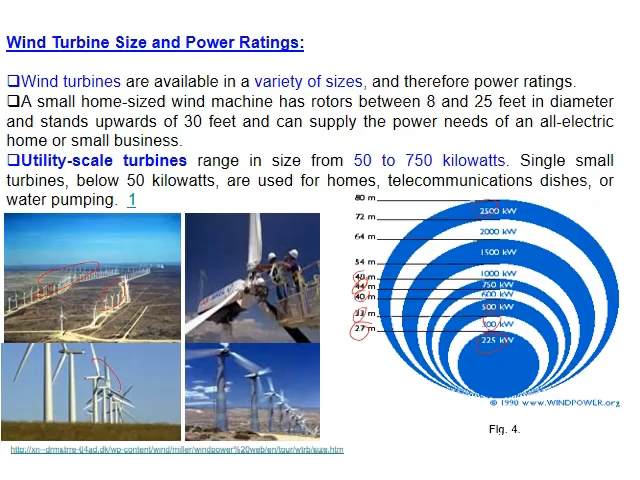 Wind Turbine Size and Power Ratings:
❑Wind turbines are available in a variety of sizes, and therefore power ratings.
❑A small home-sized wind machine has rotors between 8 and 25 feet in diameter
and stands upwards of 30 feet and can supply the power needs of an all-electric
home or small business.
❑Utility-scale turbines range in size from 50 to 750 kilowatts. Single small
turbines, below 50 kilowatts, are used for homes, telecommunications dishes, or
water pumping. 1
80 m
2500 kW
72 m
2000 kW
64 m
1500 kW
54 m
1000 kW
48 m
750 kW
44 m
600 kW
40 m
500 kW
33 m
300 kW
27 m
225 kW
© 1998 www.WINDPOWER.org
Fig. 4.